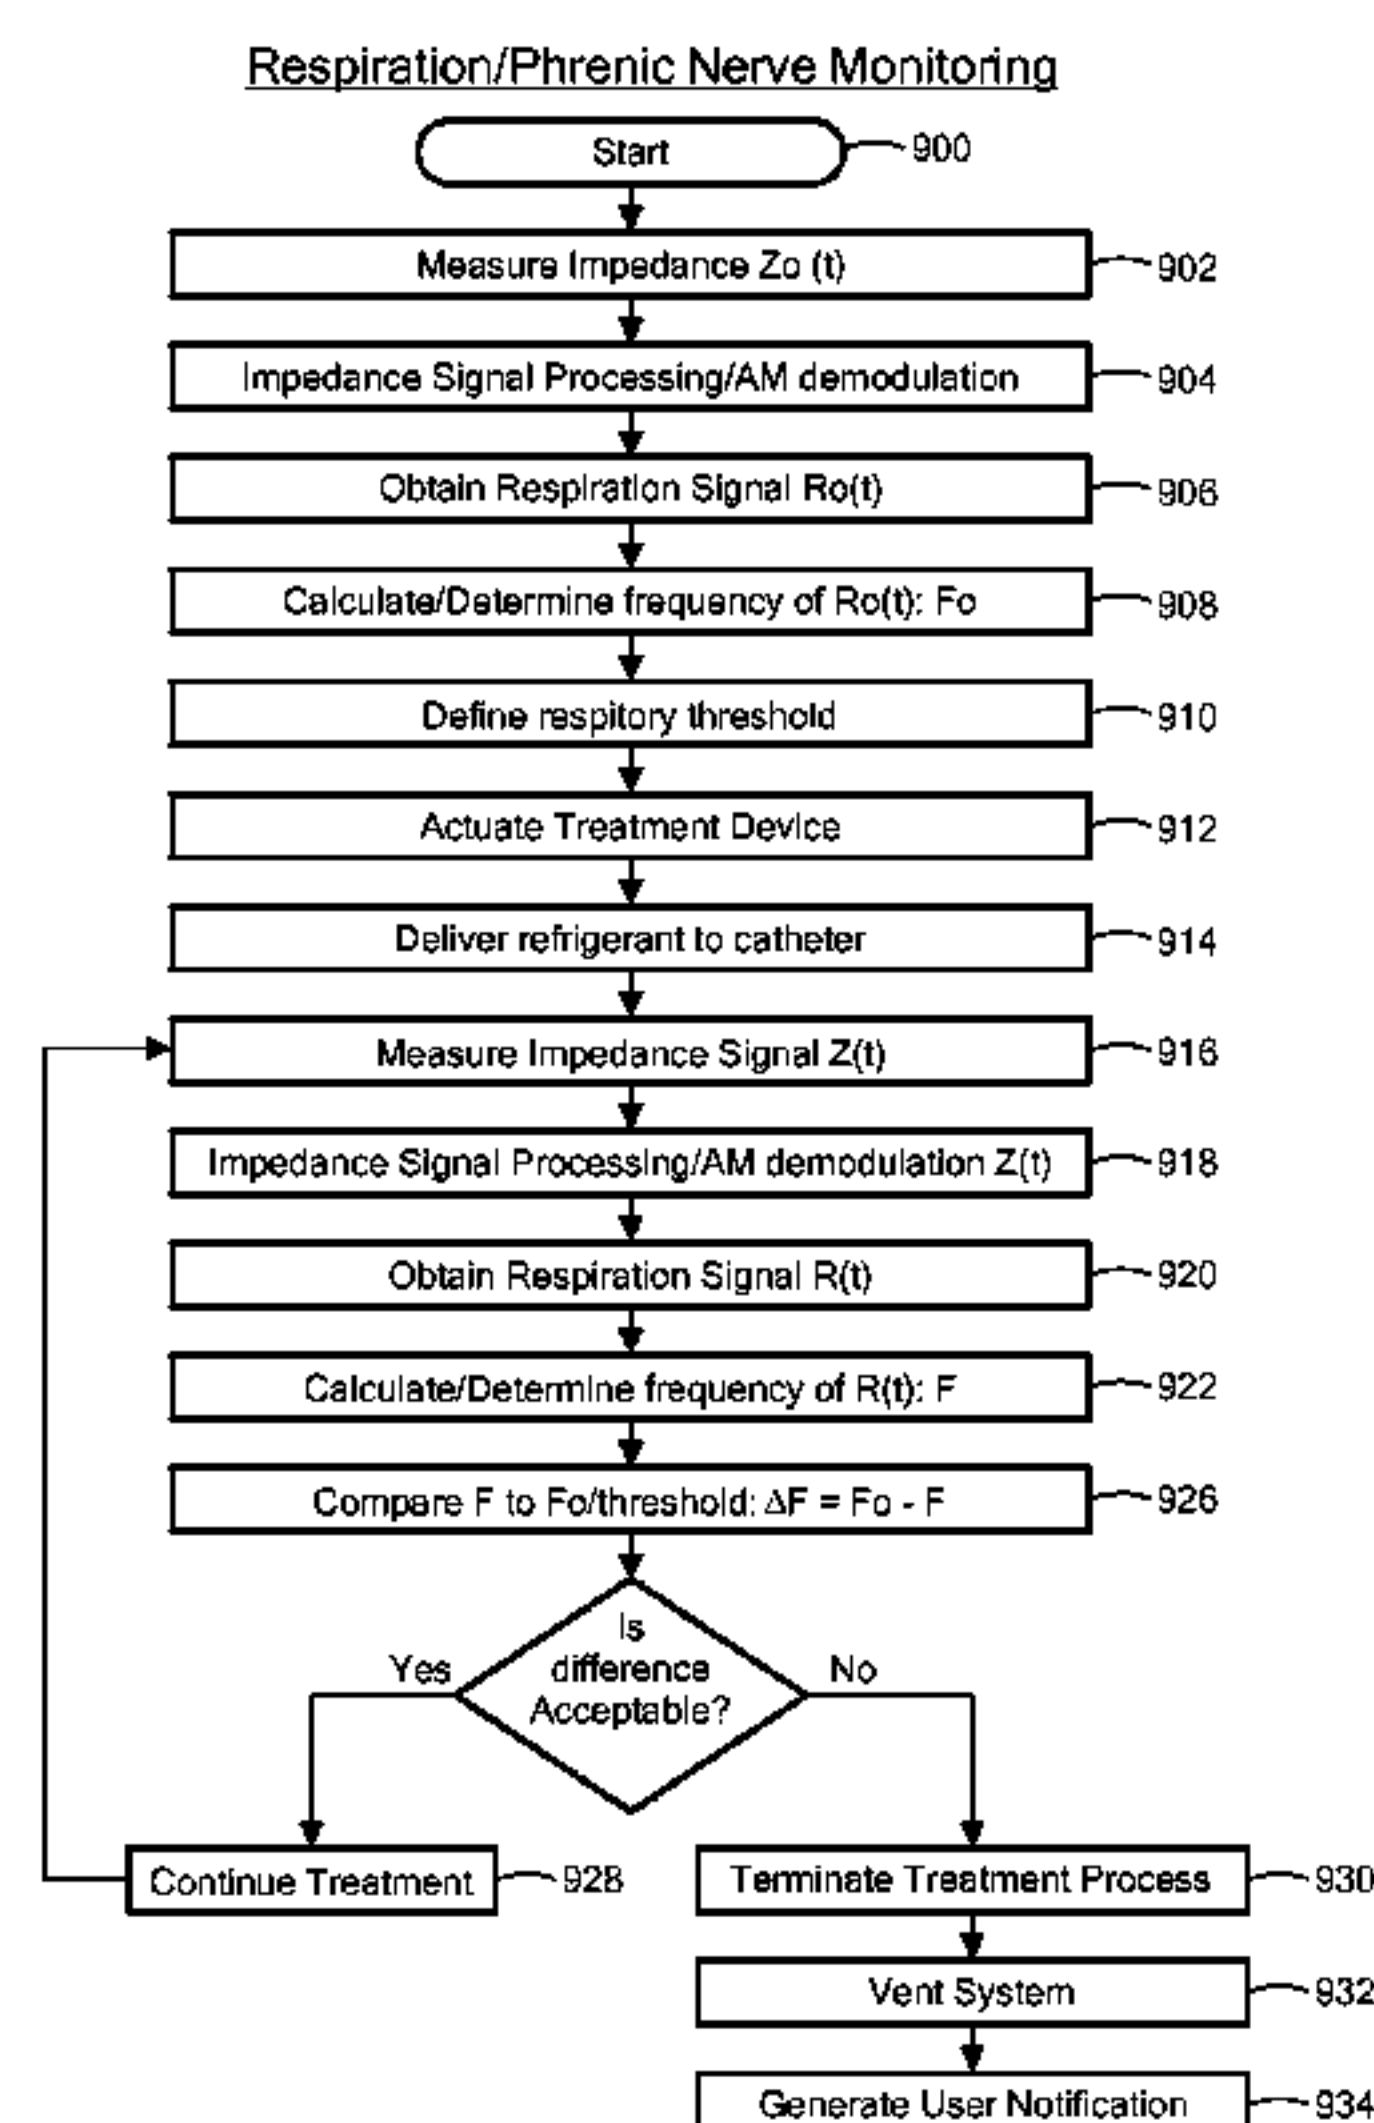 Respiration/Phrenic Nerve Monitoring
Start
900
Measure Impedance Zo (t)
902
Impedance Signal Processing/AM demodulation
904
Obtain Respiration Signal Ro(t)
906
Calculate/Determine frequency of Ro(t): Fo
908
Define respitory threshold
910
Actuate Treatment Device
912
Deliver refrigerant to catheter
914
Measure Impedance Signal Z(t)
916
Impedance Signal Processing/AM demodulation Z(t)
918
Obtain Respiration Signal R(t)
920
Calculate/Determine frequency of R(t): F
922
Compare F to Fo/threshold: ΔF = Fo - F
926
Is
difference
Acceptable?
Yes
No
Continue Treatment
928
Terminate Treatment Process
930
Vent System
932
Generate User Notification
934